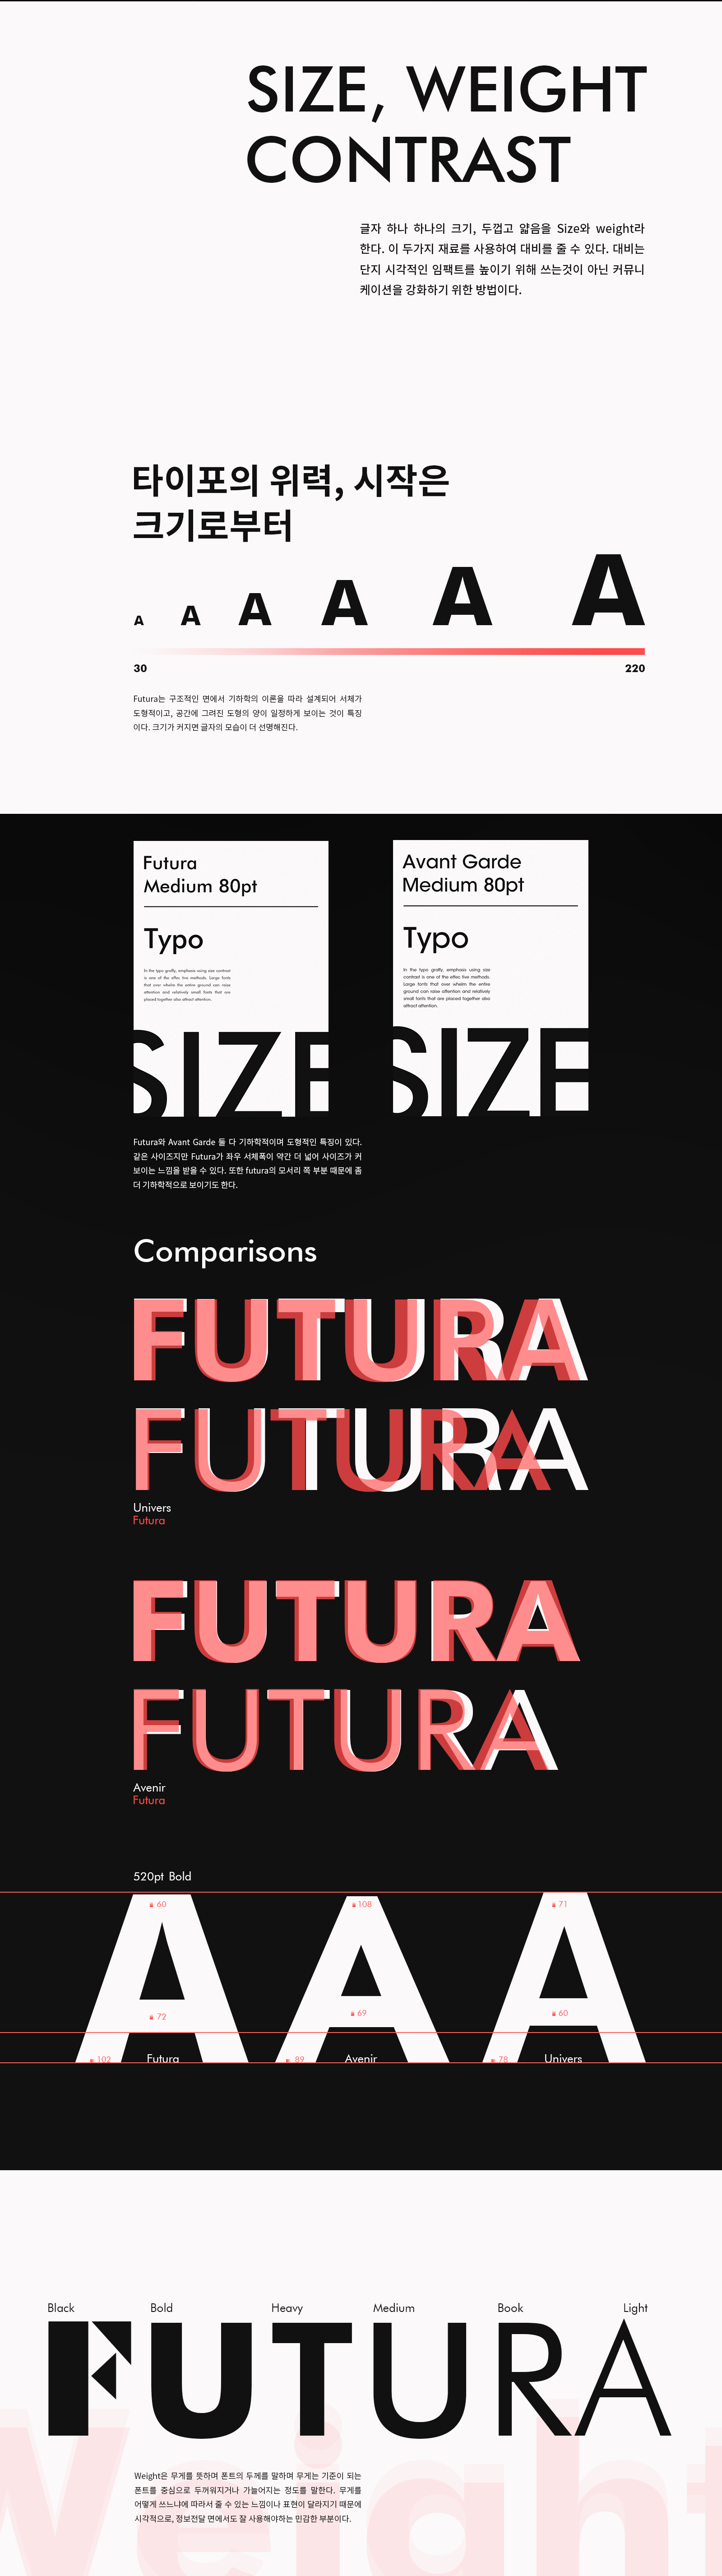 SIZE, WEIGHT
CONTRAST
글자 하나 하나의 크기, 두껍고 얇음을 Size와 weight라
한다. 이 두가지 재료를 사용하여 대비를 줄 수 있다. 대비는
단지 시각적인 임팩트를 높이기 위해 쓰는것이 아닌 커뮤니
케이션을 강화하기 위한 방법이다.
타이포의 위력, 시작은
크기로부터
A A A A A A
30 220
Futura는 구조적인 면에서 기하학의 이론을 따라 설계되어 서체가
도형적이고, 공간에 그려진 도형의 양이 일정하게 보이는 것이 특징
이다. 크기가 커지면 글자의 모습이 더 선명해진다.
Futura
Medium 80pt
Typo
In the typo graffy, emphasis using size contrast
is one of the effec tive methods. Large fonts
that over whelm the entire ground can raise
attention and relatively small fonts that are
placed together also attract attention.
SIZE
Avant Garde
Medium 80pt
Typo
In the typo graffy, emphasis using size
contrast is one of the effec tive methods.
Large fonts that over whelm the entire
ground can raise attention and relatively
small fonts that are placed together also
attract attention.
SIZE
Futura와 Avant Garde 둘 다 기하학적이며 도형적인 특징이 있다.
같은 사이즈지만 Futura가 좌우 서체폭이 약간 더 넓어 사이즈가 커
보이는 느낌을 받을 수 있다. 또한 futura의 모서리 쪽 부분 때문에 좀
더 기하학적으로 보이기도 한다.
Comparisons
FUTURA
FUTURA
Univers
Futura
FUTURA
FUTURA
Avenir
Futura
520pt Bold
A A A
60 108 71
72 69 60
102 Futura 89 Avenir 78 Univers
Black Bold Heavy Medium Book Light
FUTURA
Weight
Weight은 무게를 뜻하며 폰트의 두께를 말하며 무게는 기준이 되는
폰트를 중심으로 두꺼워지거나 가늘어지는 정도를 말한다. 무게를
어떻게 쓰느냐에 따라서 줄 수 있는 느낌이나 표현이 달라지기 때문에
시각적으로, 정보전달 면에서도 잘 사용해야하는 민감한 부분이다.